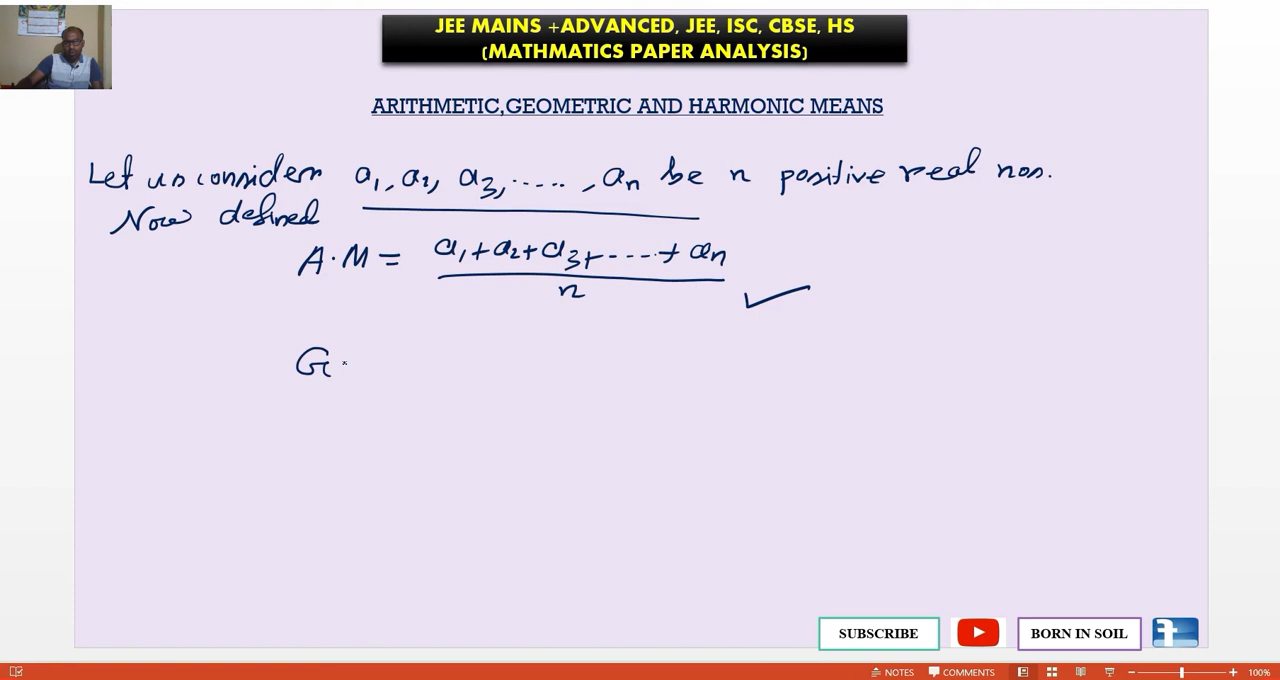 JEE MAINS +ADVANCED, JEE, ISC, CBSE, HS
(MATHMATICS PAPER ANALYSIS)
ARITHMETIC,GEOMETRIC AND HARMONIC MEANS
Let us consider a1, a2, a3, ....., an be n positive real nos.
Now defined
A.M = a1+a2+a3+....+an
n
G.
SUBSCRIBE
BORN IN SOIL
f
NOTES
COMMENTS
100%